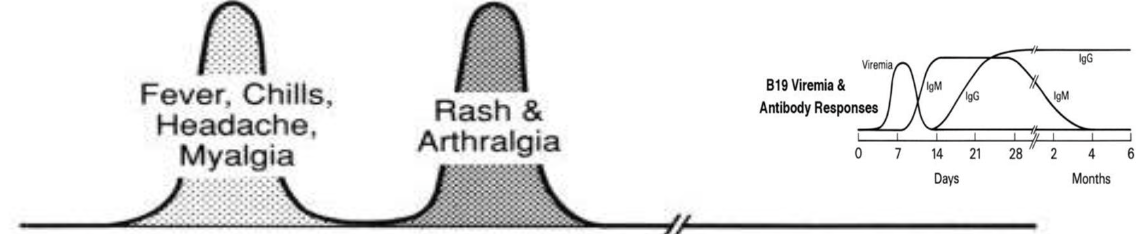 Fever, Chills,
Headache,
Myalgia
Rash &
Arthralgia
B19 Viremia &
Antibody Responses
Viremia
IgM
IgG
IgG
IgM
0 7 14 21 28 2 4 6
Days Months